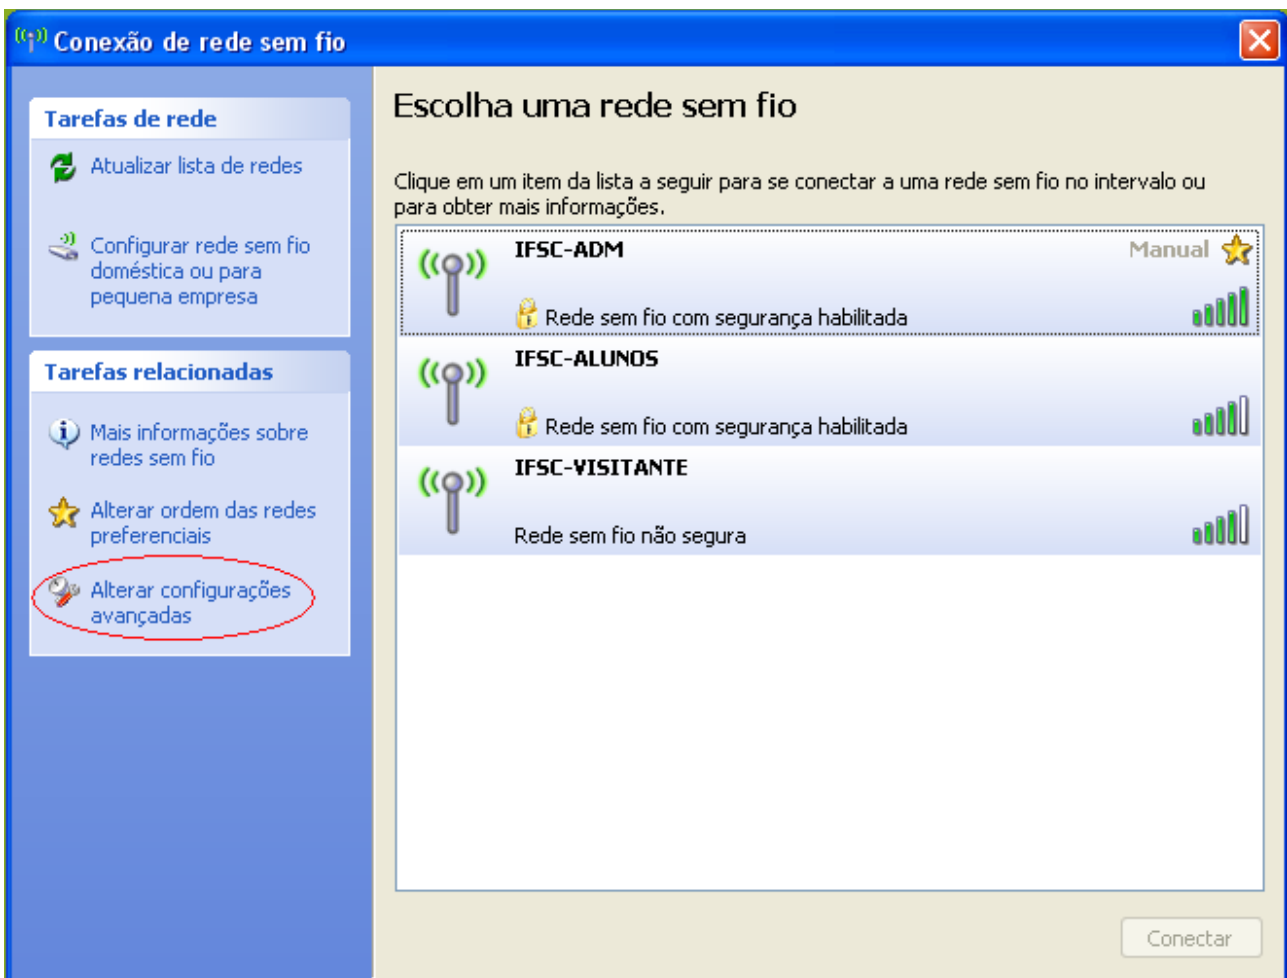 Conexão de rede sem fio
Tarefas de rede
Atualizar lista de redes
Configurar rede sem fio
doméstica ou para
pequena empresa
Tarefas relacionadas
Mais informações sobre
redes sem fio
Alterar ordem das redes
preferenciais
Alterar configurações
avançadas
Escolha uma rede sem fio
Clique em um item da lista a seguir para se conectar a uma rede sem fio no intervalo ou
para obter mais informações.
IFSC-ADM
Manual
Rede sem fio com segurança habilitada
IFSC-ALUNOS
Rede sem fio com segurança habilitada
IFSC-VISITANTE
Rede sem fio não segura
Conectar